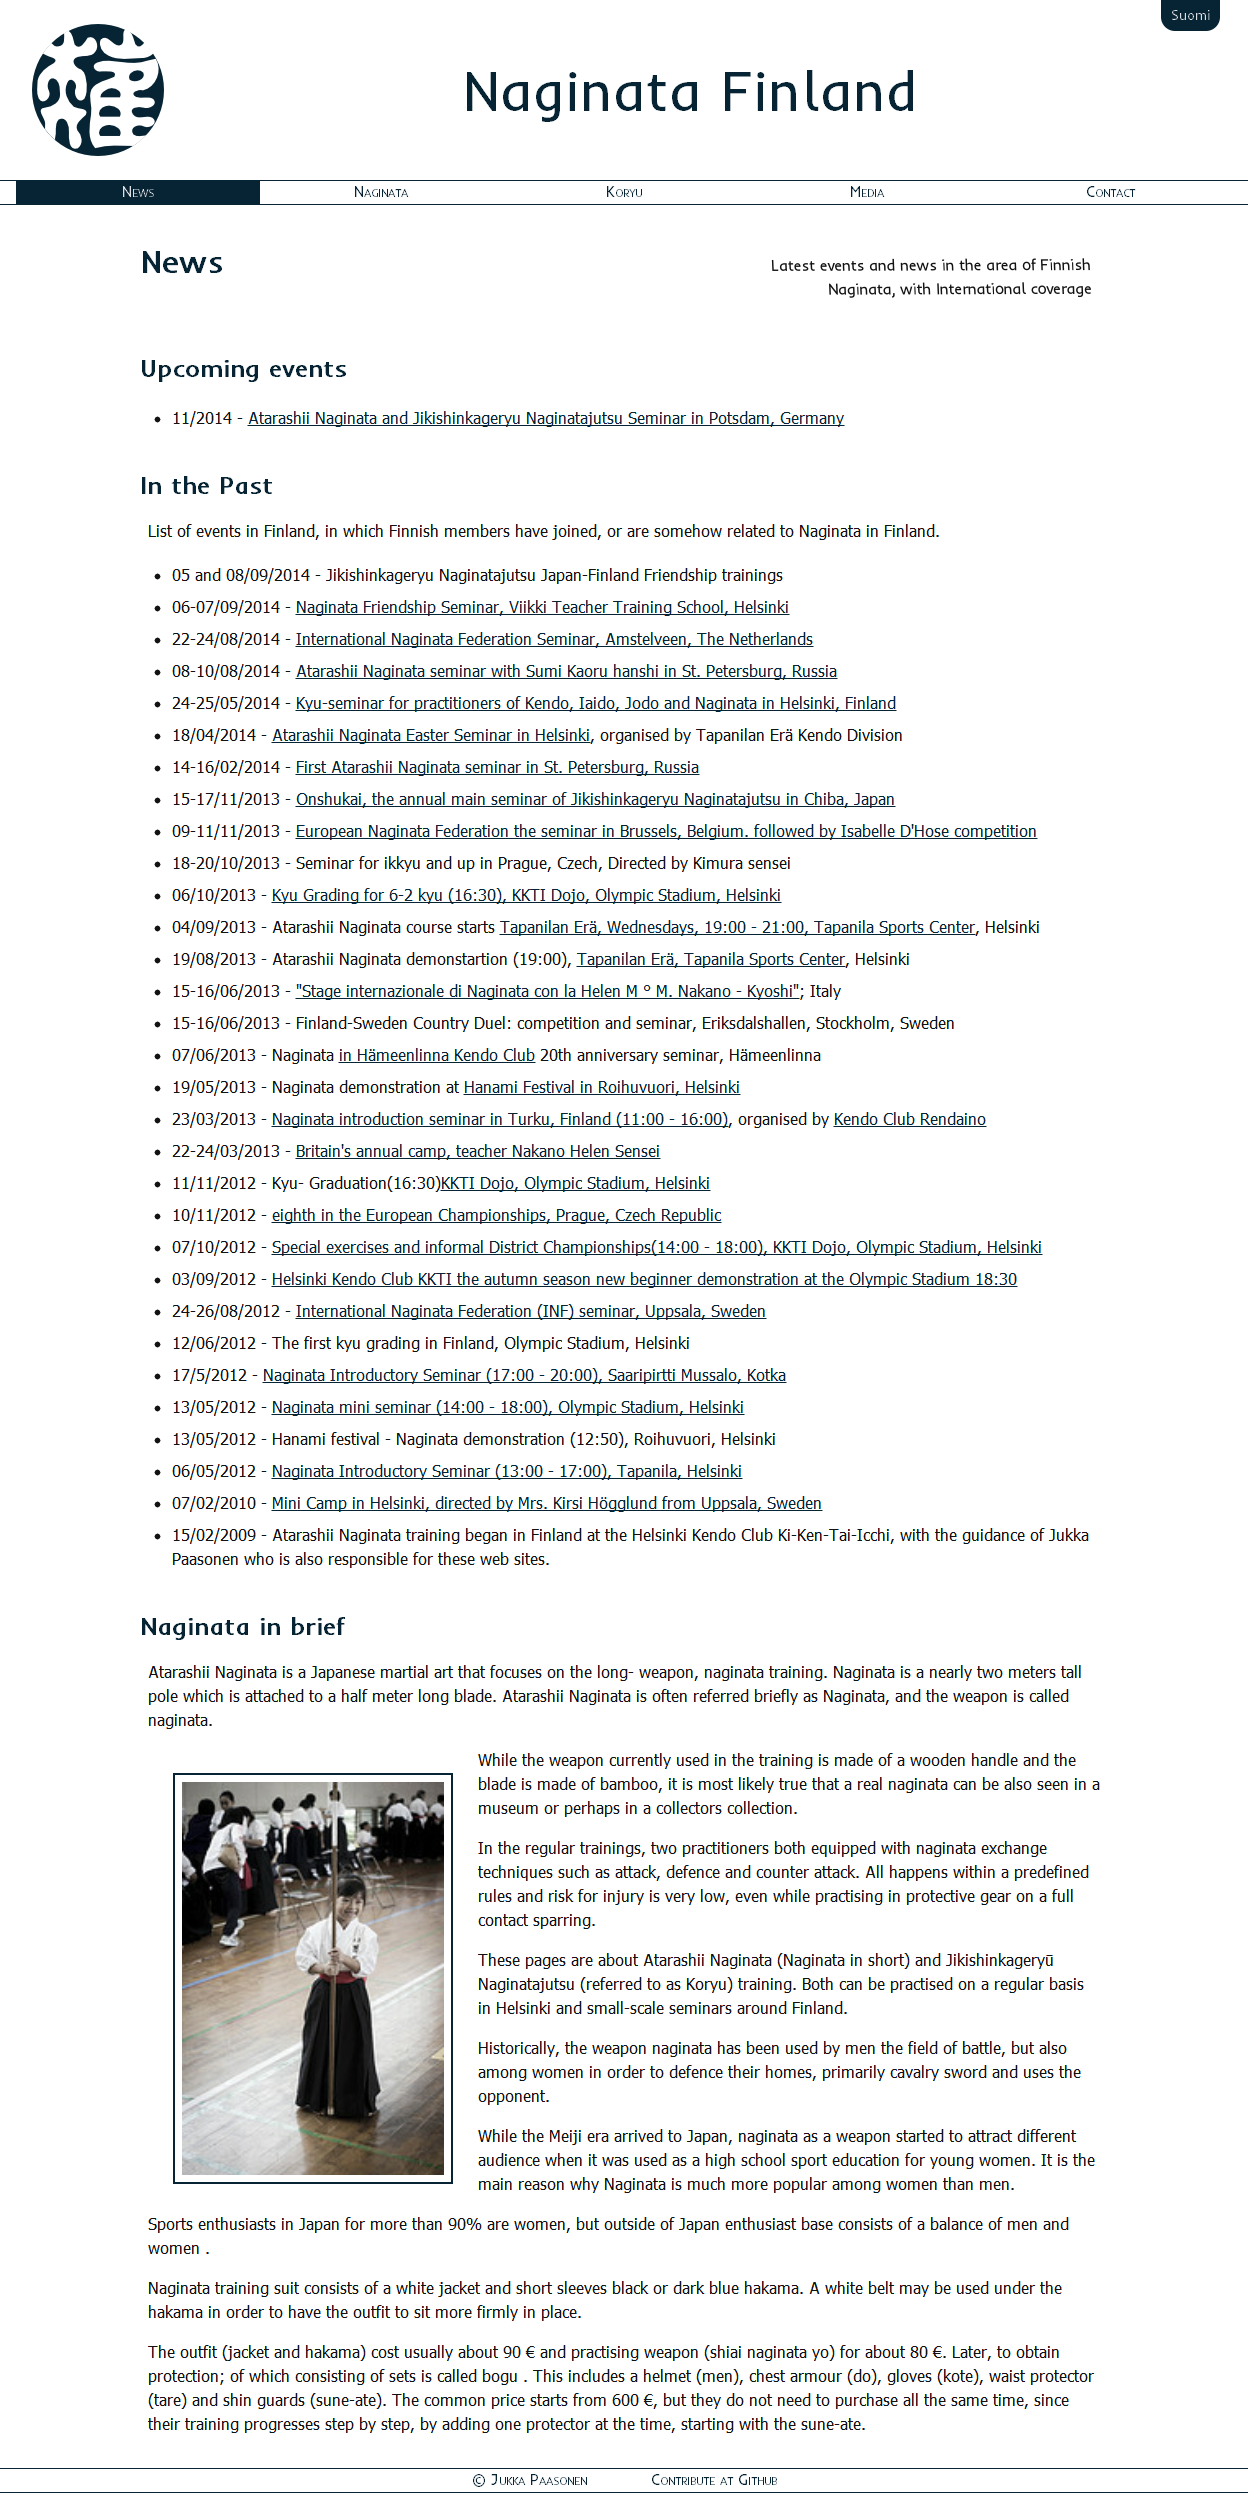 Suomi
Naginata Finland
News Naginata Koryu Media Contact
News
Latest events and news in the area of Finnish
Naginata, with International coverage
Upcoming events
11/2014 - Atarashii Naginata and Jikishinkageryu Naginatajutsu Seminar in Potsdam, Germany
In the Past
List of events in Finland, in which Finnish members have joined, or are somehow related to Naginata in Finland.
05 and 08/09/2014 - Jikishinkageryu Naginatajutsu Japan-Finland Friendship trainings
06-07/09/2014 - Naginata Friendship Seminar, Viikki Teacher Training School, Helsinki
22-24/08/2014 - International Naginata Federation Seminar, Amstelveen, The Netherlands
08-10/08/2014 - Atarashii Naginata seminar with Sumi Kaoru hanshi in St. Petersburg, Russia
24-25/05/2014 - Kyu-seminar for practitioners of Kendo, Iaido, Jodo and Naginata in Helsinki, Finland
18/04/2014 - Atarashii Naginata Easter Seminar in Helsinki, organised by Tapanilan Erä Kendo Division
14-16/02/2014 - First Atarashii Naginata seminar in St. Petersburg, Russia
15-17/11/2013 - Onshukai, the annual main seminar of Jikishinkageryu Naginatajutsu in Chiba, Japan
09-11/11/2013 - European Naginata Federation the seminar in Brussels, Belgium. followed by Isabelle D'Hose competition
18-20/10/2013 - Seminar for ikkyu and up in Prague, Czech, Directed by Kimura sensei
06/10/2013 - Kyu Grading for 6-2 kyu (16:30), KKTI Dojo, Olympic Stadium, Helsinki
04/09/2013 - Atarashii Naginata course starts Tapanilan Erä, Wednesdays, 19:00 - 21:00, Tapanila Sports Center, Helsinki
19/08/2013 - Atarashii Naginata demonstartion (19:00), Tapanilan Erä, Tapanila Sports Center, Helsinki
15-16/06/2013 - "Stage internazionale di Naginata con la Helen M ° M. Nakano - Kyoshi"; Italy
15-16/06/2013 - Finland-Sweden Country Duel: competition and seminar, Eriksdalshallen, Stockholm, Sweden
07/06/2013 - Naginata in Hämeenlinna Kendo Club 20th anniversary seminar, Hämeenlinna
19/05/2013 - Naginata demonstration at Hanami Festival in Roihuvuori, Helsinki
23/03/2013 - Naginata introduction seminar in Turku, Finland (11:00 - 16:00), organised by Kendo Club Rendaino
22-24/03/2013 - Britain's annual camp, teacher Nakano Helen Sensei
11/11/2012 - Kyu- Graduation(16:30)KKTI Dojo, Olympic Stadium, Helsinki
10/11/2012 - eighth in the European Championships, Prague, Czech Republic
07/10/2012 - Special exercises and informal District Championships(14:00 - 18:00), KKTI Dojo, Olympic Stadium, Helsinki
03/09/2012 - Helsinki Kendo Club KKTI the autumn season new beginner demonstration at the Olympic Stadium 18:30
24-26/08/2012 - International Naginata Federation (INF) seminar, Uppsala, Sweden
12/06/2012 - The first kyu grading in Finland, Olympic Stadium, Helsinki
17/5/2012 - Naginata Introductory Seminar (17:00 - 20:00), Saaripirtti Mussalo, Kotka
13/05/2012 - Naginata mini seminar (14:00 - 18:00), Olympic Stadium, Helsinki
13/05/2012 - Hanami festival - Naginata demonstration (12:50), Roihuvuori, Helsinki
06/05/2012 - Naginata Introductory Seminar (13:00 - 17:00), Tapanila, Helsinki
07/02/2010 - Mini Camp in Helsinki, directed by Mrs. Kirsi Högglund from Uppsala, Sweden
15/02/2009 - Atarashii Naginata training began in Finland at the Helsinki Kendo Club Ki-Ken-Tai-Icchi, with the guidance of Jukka
Paasonen who is also responsible for these web sites.
Naginata in brief
Atarashii Naginata is a Japanese martial art that focuses on the long- weapon, naginata training. Naginata is a nearly two meters tall
pole which is attached to a half meter long blade. Atarashii Naginata is often referred briefly as Naginata, and the weapon is called
naginata.
While the weapon currently used in the training is made of a wooden handle and the
blade is made of bamboo, it is most likely true that a real naginata can be also seen in a
museum or perhaps in a collectors collection.
In the regular trainings, two practitioners both equipped with naginata exchange
techniques such as attack, defence and counter attack. All happens within a predefined
rules and risk for injury is very low, even while practising in protective gear on a full
contact sparring.
These pages are about Atarashii Naginata (Naginata in short) and Jikishinkageryū
Naginatajutsu (referred to as Koryu) training. Both can be practised on a regular basis
in Helsinki and small-scale seminars around Finland.
Historically, the weapon naginata has been used by men the field of battle, but also
among women in order to defence their homes, primarily cavalry sword and uses the
opponent.
While the Meiji era arrived to Japan, naginata as a weapon started to attract different
audience when it was used as a high school sport education for young women. It is the
main reason why Naginata is much more popular among women than men.
Sports enthusiasts in Japan for more than 90% are women, but outside of Japan enthusiast base consists of a balance of men and
women .
Naginata training suit consists of a white jacket and short sleeves black or dark blue hakama. A white belt may be used under the
hakama in order to have the outfit to sit more firmly in place.
The outfit (jacket and hakama) cost usually about 90 € and practising weapon (shiai naginata yo) for about 80 €. Later, to obtain
protection; of which consisting of sets is called bogu . This includes a helmet (men), chest armour (do), gloves (kote), waist protector
(tare) and shin guards (sune-ate). The common price starts from 600 €, but they do not need to purchase all the same time, since
their training progresses step by step, by adding one protector at the time, starting with the sune-ate.
© Jukka Paasonen Contribute at Github